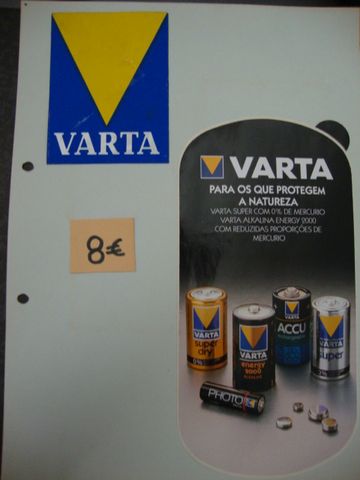 VARTA
8€
VARTA
PARA OS QUE PROTEGEM
A NATUREZA
VARTA SUPER COM 0% DE MERCURIO
VARTA ALKALINA ENERGY 2000
COM REDUZIDAS PROPORÇÕES DE
MERCURIO
VARTA
super
dry
VARTA
energy
2000
ALKALINE
VARTA
ACCU
VARTA
super
PHOTO